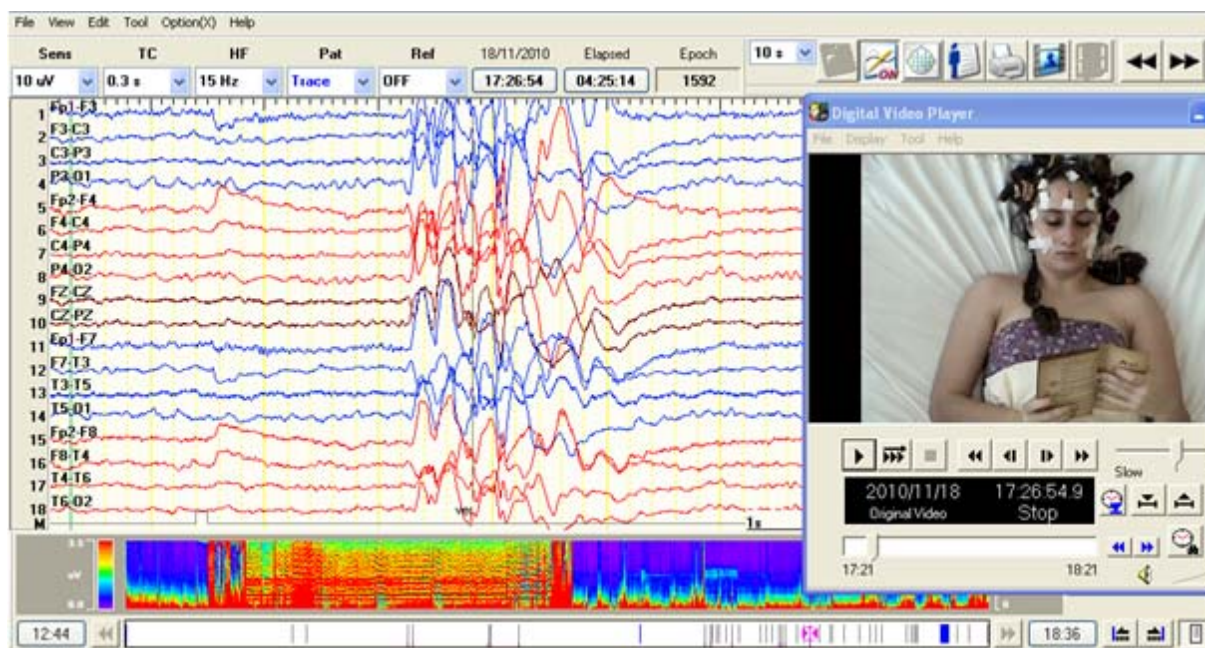 File View Edit Tool Option(X) Help
Sens TC HF Pat Ref 18/11/2010 Elapsed Epoch
10 uV 0.3 s 15 Hz Trace OFF 17:26:54 04:25:14 1592
10 s
ON
1 Fp1-F3
2 F3-C3
3 C3-P3
4 P3-O1
5 Fp2-F4
6 F4-C4
7 C4-P4
8 P4-O2
9 FZ-CZ
10 CZ-PZ
11 Fp1-F7
12 F7-T3
13 T3-T5
14 T5-O1
15 Fp2-F8
16 F8-T4
17 T4-T6
18 T6-O2
M
1s
Digital Video Player
File Display Tool Help
Slow
2010/11/18 17:26:54.9
Original Video Stop
17:21 18:21
uV
0.0
12:44 18:36